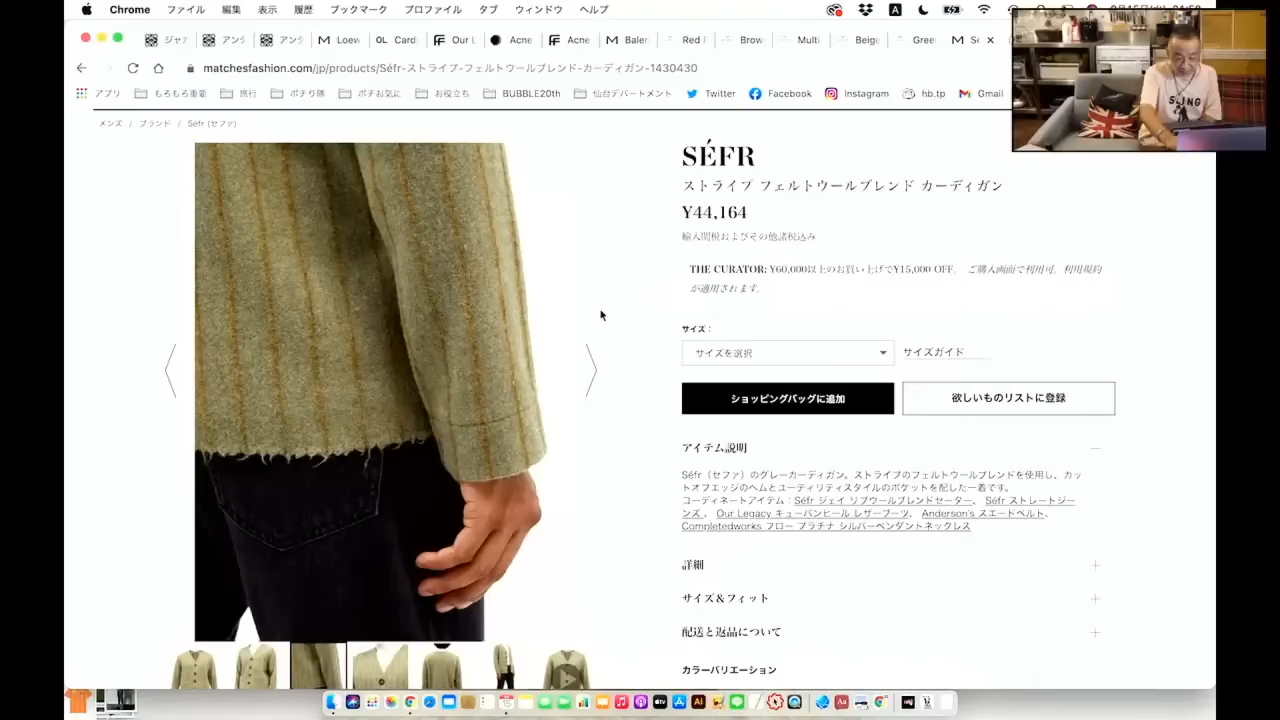 Chrome ファイル 編集 表示 履歴 ブックマーク プロファイル タブ ウィンドウ ヘルプ
ジャ アン アン Loew Card Our L Acne Acne Baler Red F Brow Multi Beige Gree
matchesfashion.com/jp/products/Séfr-ストライプ-フェルトウールブレンド-カーディガン-1430430
アプリ もろもろ重要 旅行 ポチ済 ポチお気に お役立ち BUBBLE20th 仙台デパートメント Twitter Facebook Instagram hb.tp Gmail
メンズ / ブランド / Séfr (セファ)
SÉFR
ストライプ フェルトウールブレンド カーディガン
¥44,164
輸入関税およびその他諸税込み
THE CURATOR: ¥60,000以上のお買い上げで¥15,000 OFF。 ご購入画面で利用可。利用規約
が適用されます。
サイズ：
サイズを選択 サイズガイド
ショッピングバッグに追加 欲しいものリストに登録
アイテム説明
Séfr（セファ）のグレーカーディガン。ストライプのフェルトウールブレンドを使用し、カッ
トオフエッジのヘムとユーティリティスタイルのポケットを配した一着です。
コーディネートアイテム：Séfr ジェイ リブウールブレンドセーター、 Séfr ストレートジー
ンズ 、 Our Legacy キューバンヒール レザーブーツ、 Anderson's スエードベルト、
Completedworks フロー プラチナ シルバーペンダントネックレス
詳細
サイズ＆フィット
配送と返品について
カラーバリエーション